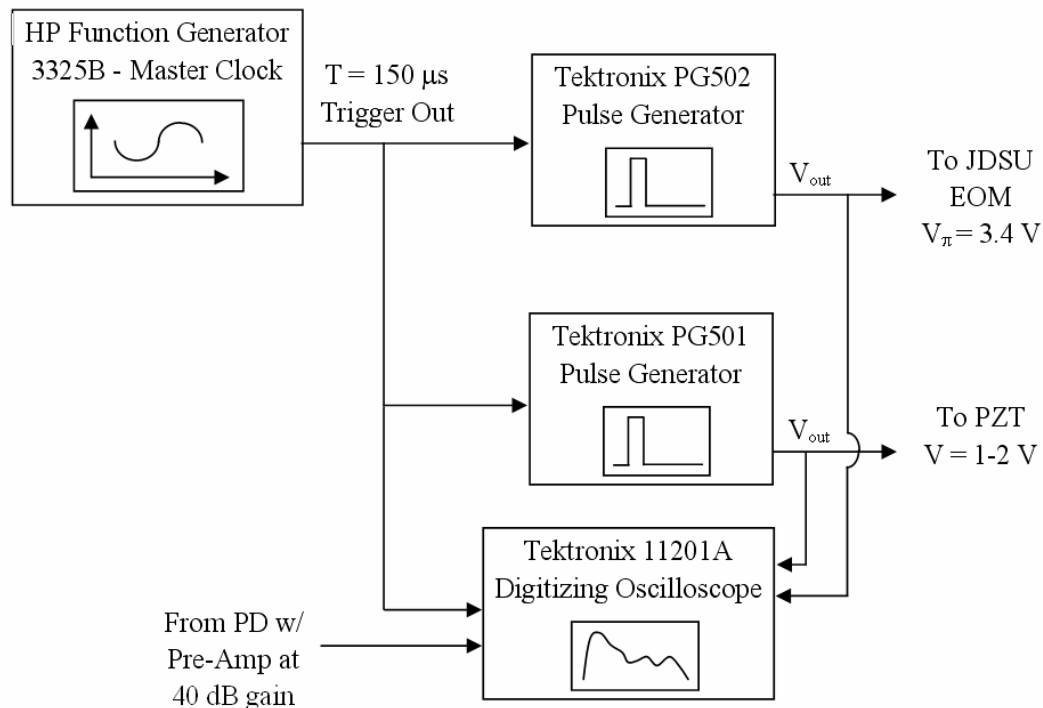 HP Function Generator
3325B - Master Clock
T = 150 μs
Trigger Out
Tektronix PG502
Pulse Generator
Vout
To JDSU
EOM
Vπ = 3.4 V
Tektronix PG501
Pulse Generator
Vout
To PZT
V = 1-2 V
Tektronix 11201A
Digitizing Oscilloscope
From PD w/
Pre-Amp at
40 dB gain